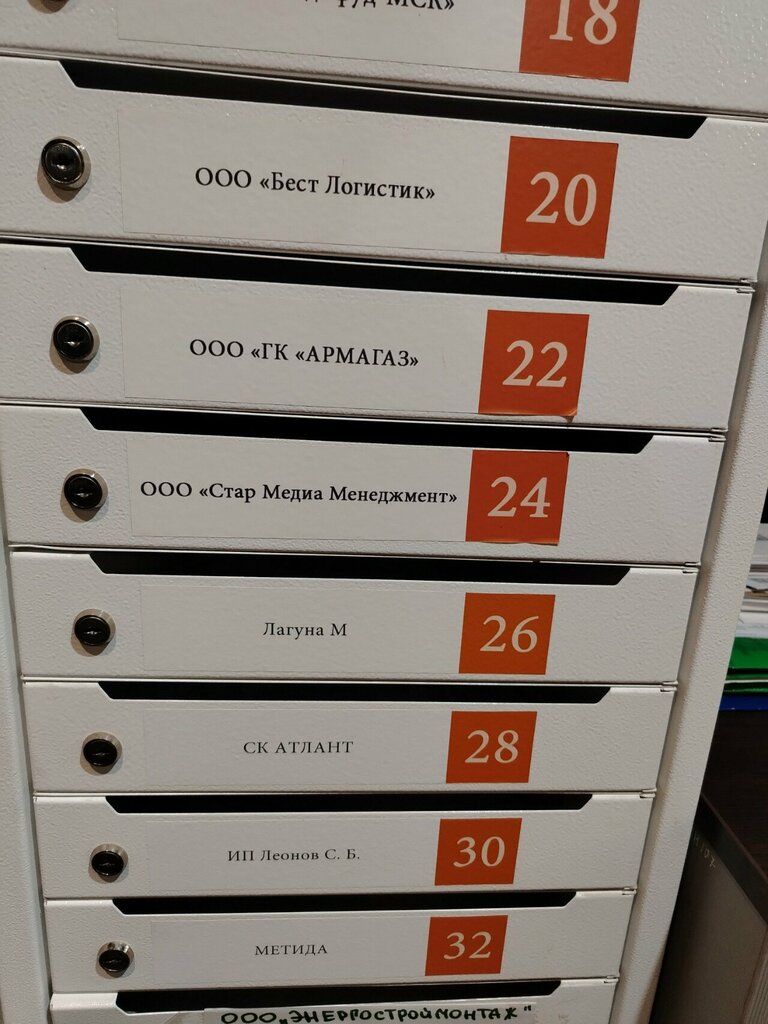 МСК»
18
ООО «Бест Логистик»
20
ООО «ГК «АРМАГАЗ»
22
ООО «Стар Медиа Менеджмент»
24
Лагуна М
26
СК АТЛАНТ
28
ИП Леонов С. Б.
30
МЕТИДА
32
ООО „ЭНЕРГОСТРОЙМОНТАЖ"